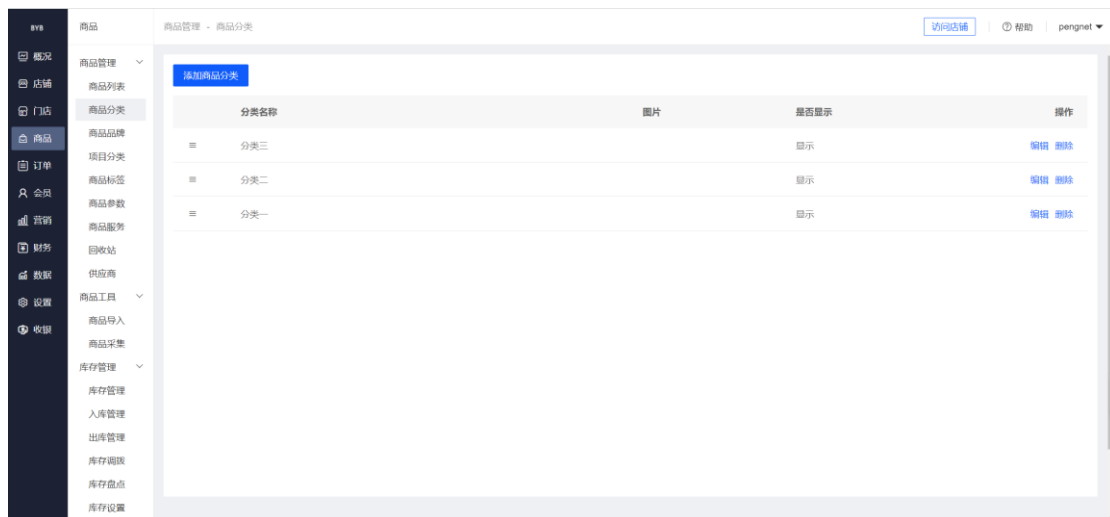 BYB
概况
店铺
门店
商品
订单
会员
营销
财务
数据
设置
收银
商品
商品管理
商品列表
商品分类
商品品牌
项目分类
商品标签
商品参数
商品服务
回收站
供应商
商品工具
商品导入
商品采集
库存管理
库存管理
入库管理
出库管理
库存调拨
库存盘点
库存设置
商品管理 - 商品分类
访问店铺 帮助 pengnet
添加商品分类
分类名称 图片 是否显示 操作
分类三 显示 编辑 删除
分类二 显示 编辑 删除
分类一 显示 编辑 删除